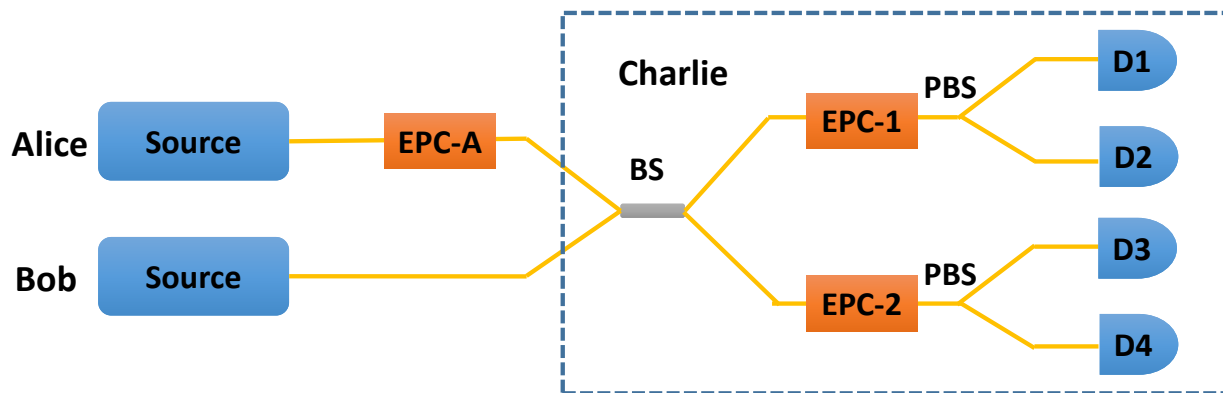 Charlie
D1
PBS
EPC-1
Alice
Source
EPC-A
D2
BS
Bob
Source
D3
PBS
EPC-2
D4